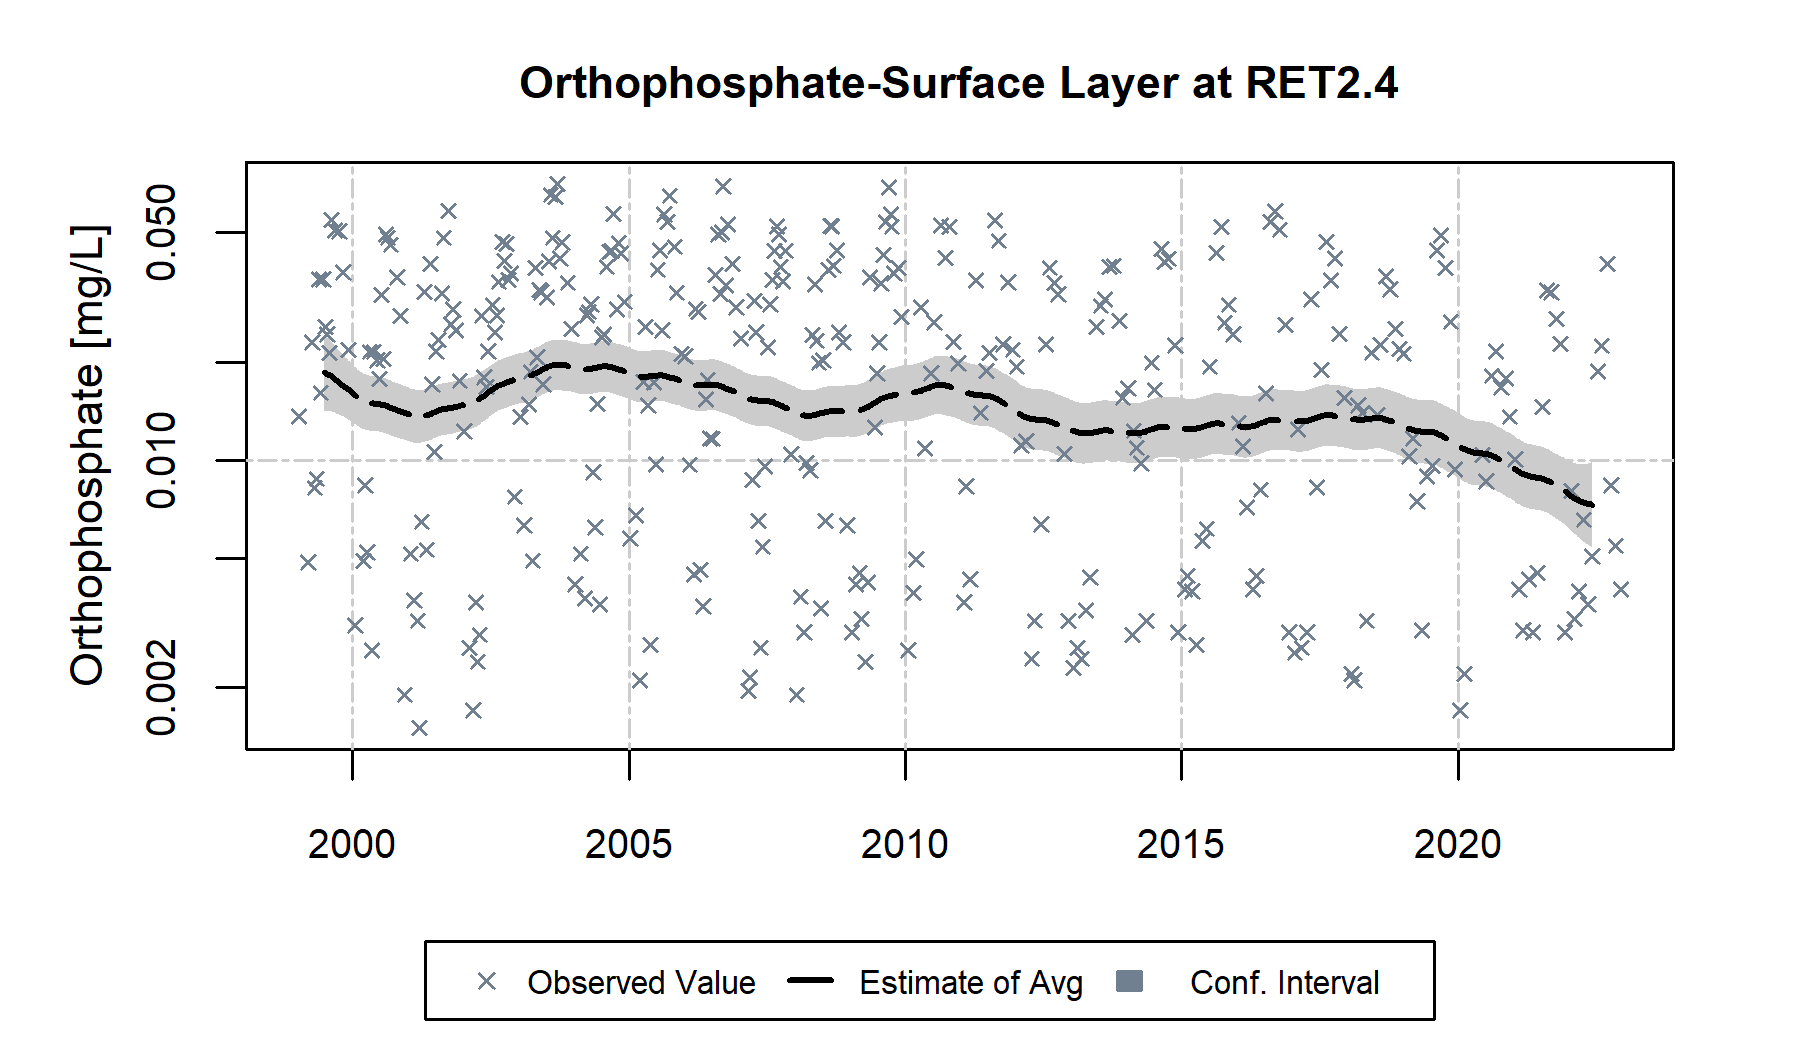 Orthophosphate-Surface Layer at RET2.4
Orthophosphate [mg/L]
0.050
0.010
0.002
2000 2005 2010 2015 2020
Observed Value Estimate of Avg Conf. Interval